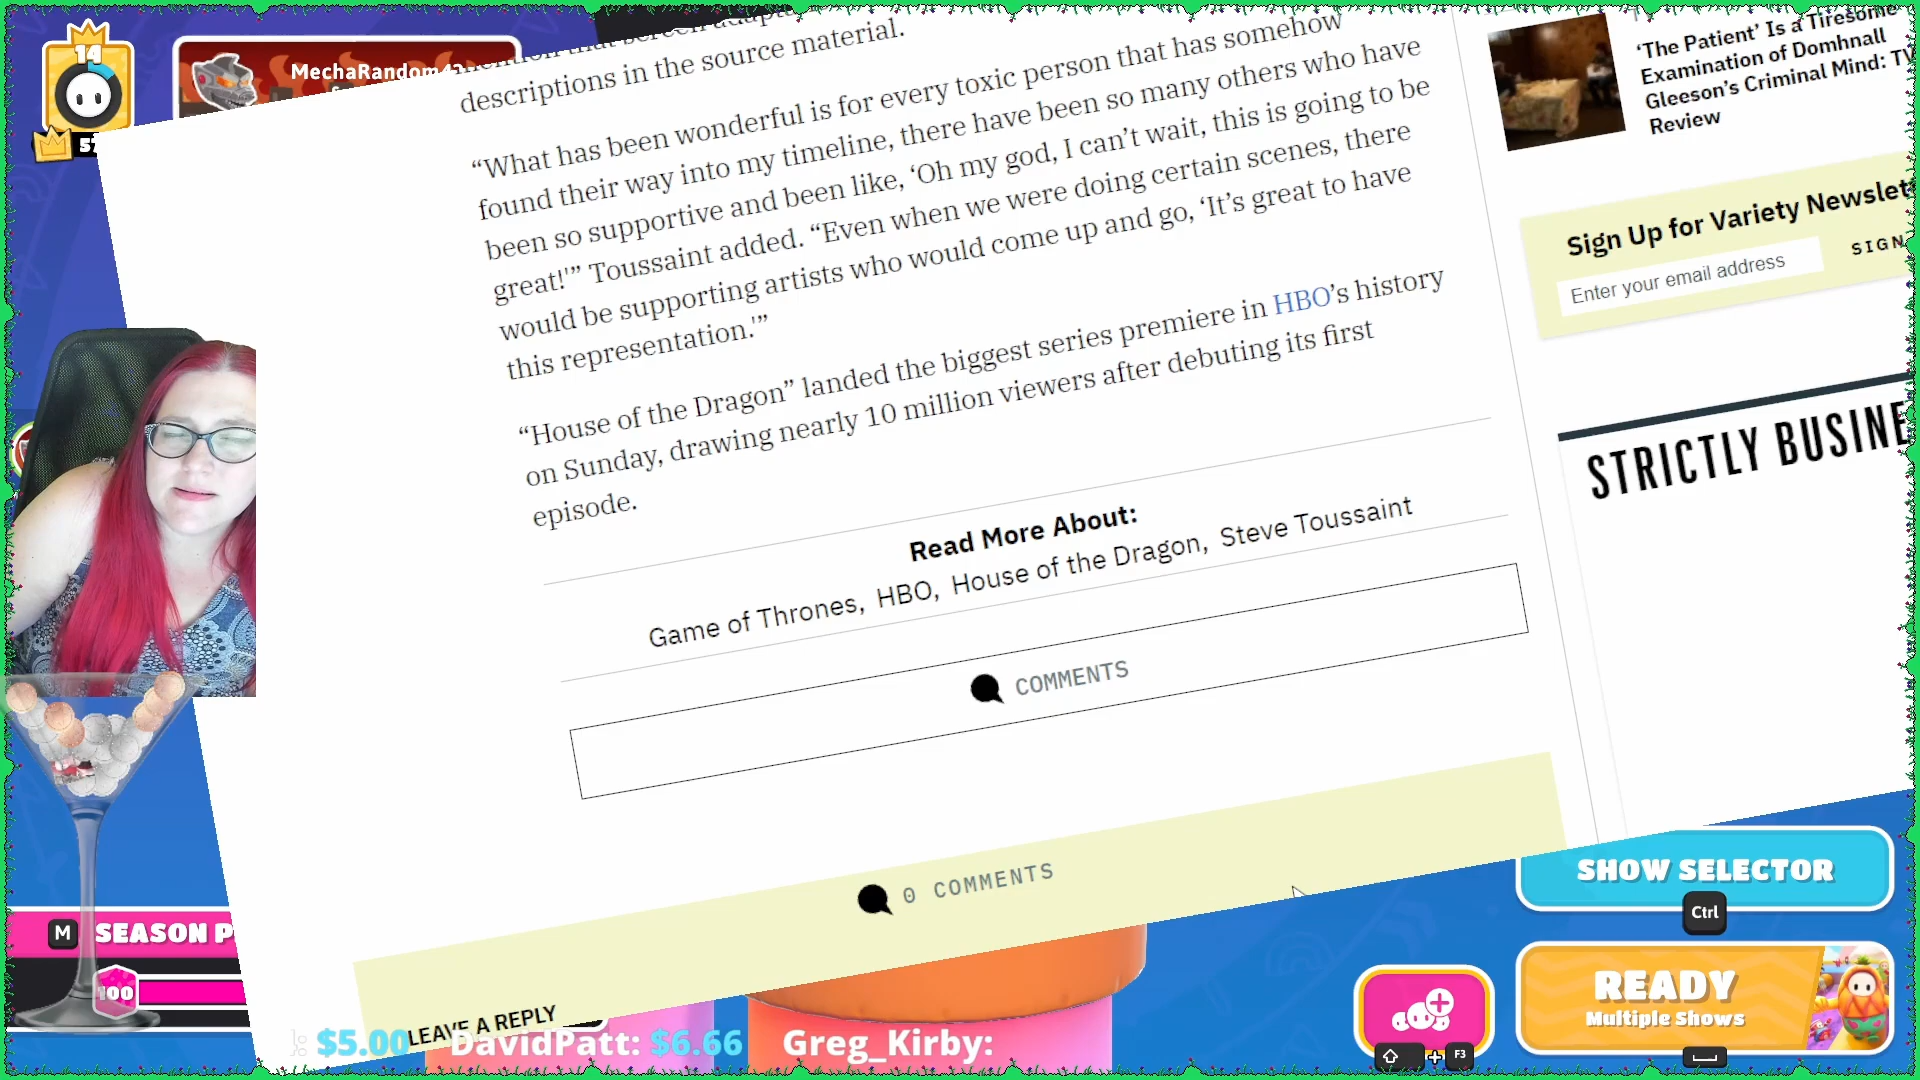 14
57
MechaRandom42
descriptions in the source material.
“What has been wonderful is for every toxic person that has somehow
found their way into my timeline, there have been so many others who have
been so supportive and been like, ‘Oh my god, I can’t wait, this is going to be
great!’” Toussaint added. “Even when we were doing certain scenes, there
would be supporting artists who would come up and go, ‘It’s great to have
this representation.'”
“House of the Dragon” landed the biggest series premiere in HBO’s history
on Sunday, drawing nearly 10 million viewers after debuting its first
episode.
Read More About:
Game of Thrones, HBO, House of the Dragon, Steve Toussaint
COMMENTS
0 COMMENTS
LEAVE A REPLY
‘The Patient’ Is a Tiresome
Examination of Domhnall
Gleeson’s Criminal Mind: TV
Review
Sign Up for Variety Newslet
Enter your email address
SIGN
STRICTLY BUSINE
SHOW SELECTOR
Ctrl
READY
Multiple Shows
F3
M
SEASON P
100
$5.00 DavidPatt: $6.66 Greg_Kirby: